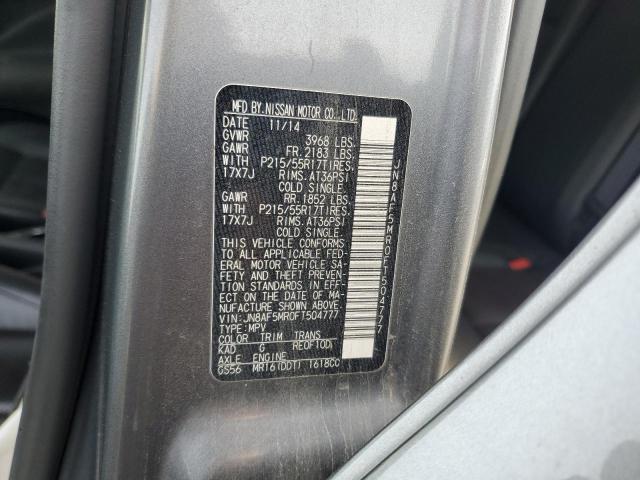 MFD BY NISSAN MOTOR CO., LTD.
DATE 11/14
GVWR 3968 LBS.
GAWR FR. 2183 LBS.
WITH P215/55R17TIRES.
17X7J RIMS. AT36PSI
COLD SINGLE.
GAWR RR. 1852 LBS.
WITH P215/55R17TIRES.
17X7J RIMS. AT36PSI
COLD SINGLE.
THIS VEHICLE CONFORMS
TO ALL APPLICABLE FED-
ERAL MOTOR VEHICLE SA-
FETY AND THEFT PREVEN-
TION STANDARDS IN EFF-
ECT ON THE DATE OF MA-
NUFACTURE SHOWN ABOVE.
VIN:JN8AF5MR0FT504777
TYPE:MPV
COLOR TRIM TRANS
KAD G RE0F10D
AXLE ENGINE
GS56 MR16(DDT) 1618CC
JN8AF5MR0FT504777